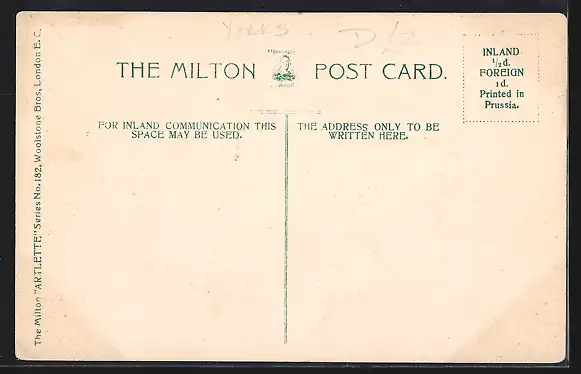 Yorks
D/2
THE MILTON POST CARD.
INLAND
½d.
FOREIGN
1d.
Printed in
Prussia.
FOR INLAND COMMUNICATION THIS
SPACE MAY BE USED.
THE ADDRESS ONLY TO BE
WRITTEN HERE.
The Milton "ARTLETTE" Series No. 182, Woolstone Bros, London E.C.